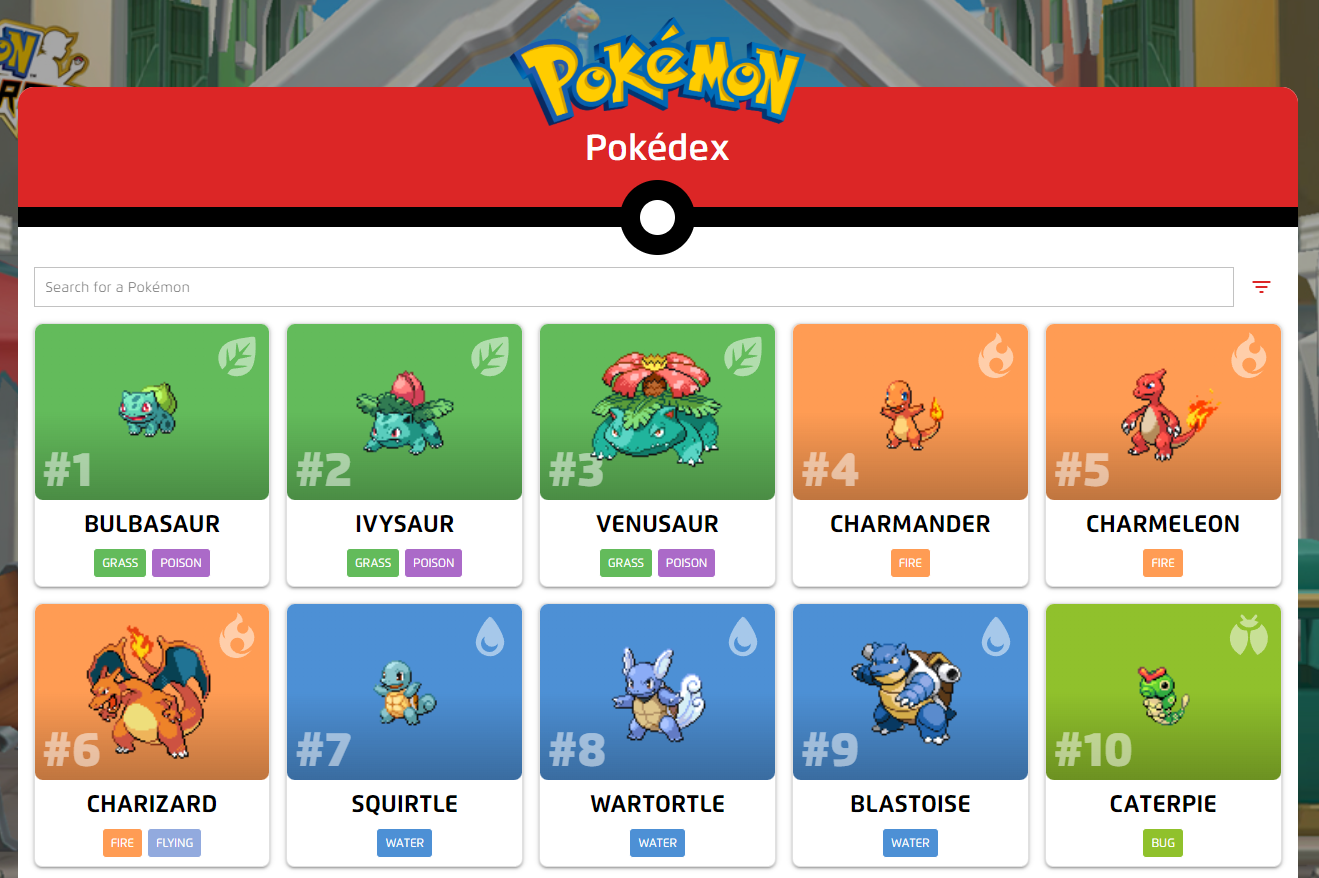 POKéMON
Pokédex
Search for a Pokémon
#1
#2
#3
#4
#5
BULBASAUR
IVYSAUR
VENUSAUR
CHARMANDER
CHARMELEON
GRASS POISON
GRASS POISON
GRASS POISON
FIRE
FIRE
#6
#7
#8
#9
#10
CHARIZARD
SQUIRTLE
WARTORTLE
BLASTOISE
CATERPIE
FIRE FLYING
WATER
WATER
WATER
BUG